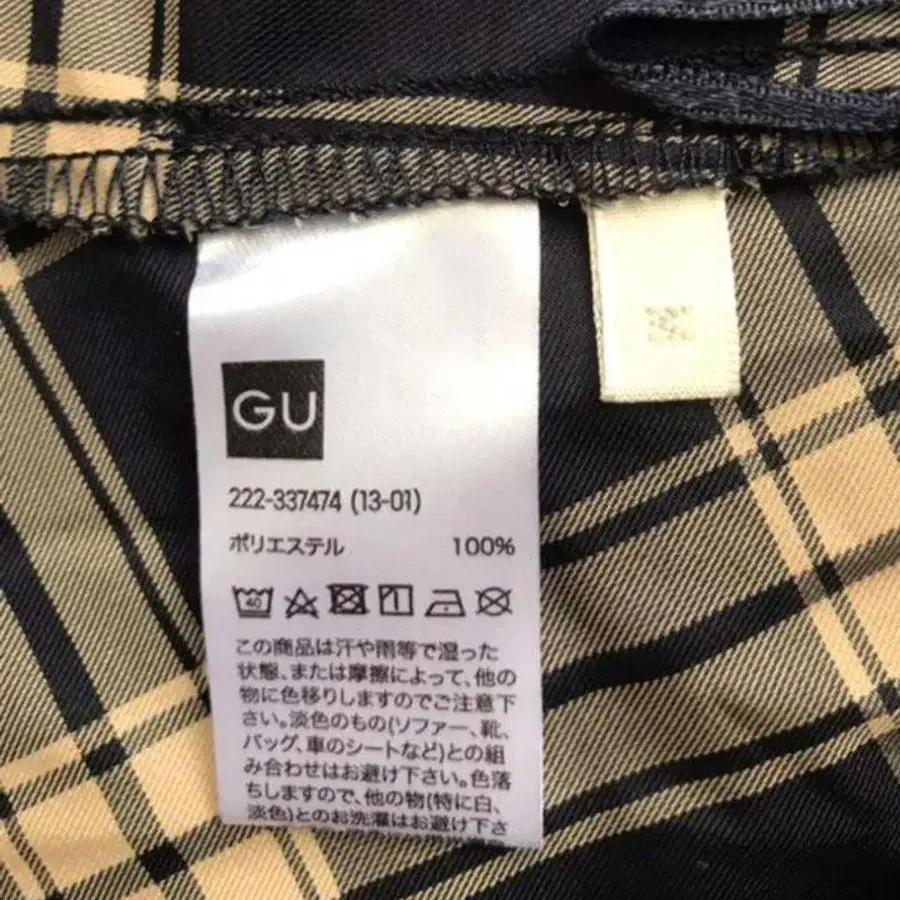 GU
222-337474 (13-01)
ポリエステル 100%
40
この商品は汗や雨等で湿った
状態、または摩擦によって、他の
物に色移りしますのでご注意下
さい。淡色のもの(ソファー、靴、
バッグ、車のシートなど)との組
み合わせはお避け下さい。色落
ちしますので、他の物(特に白、
淡色)とのお洗濯はお避け下さ